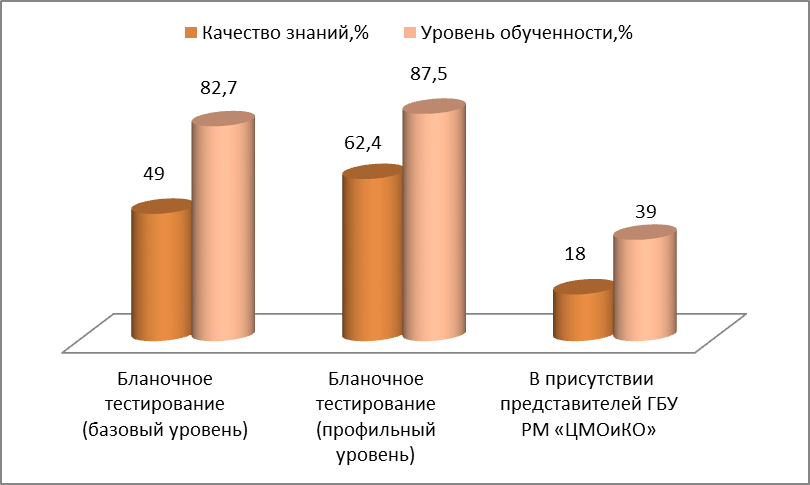 Качество знаний,%
Уровень обученности,%
82,7
87,5
62,4
49
39
18
Бланочное
тестирование
(базовый уровень)
Бланочное
тестирование
(профильный
уровень)
В присутствии
представителей ГБУ
РМ «ЦМОиКО»